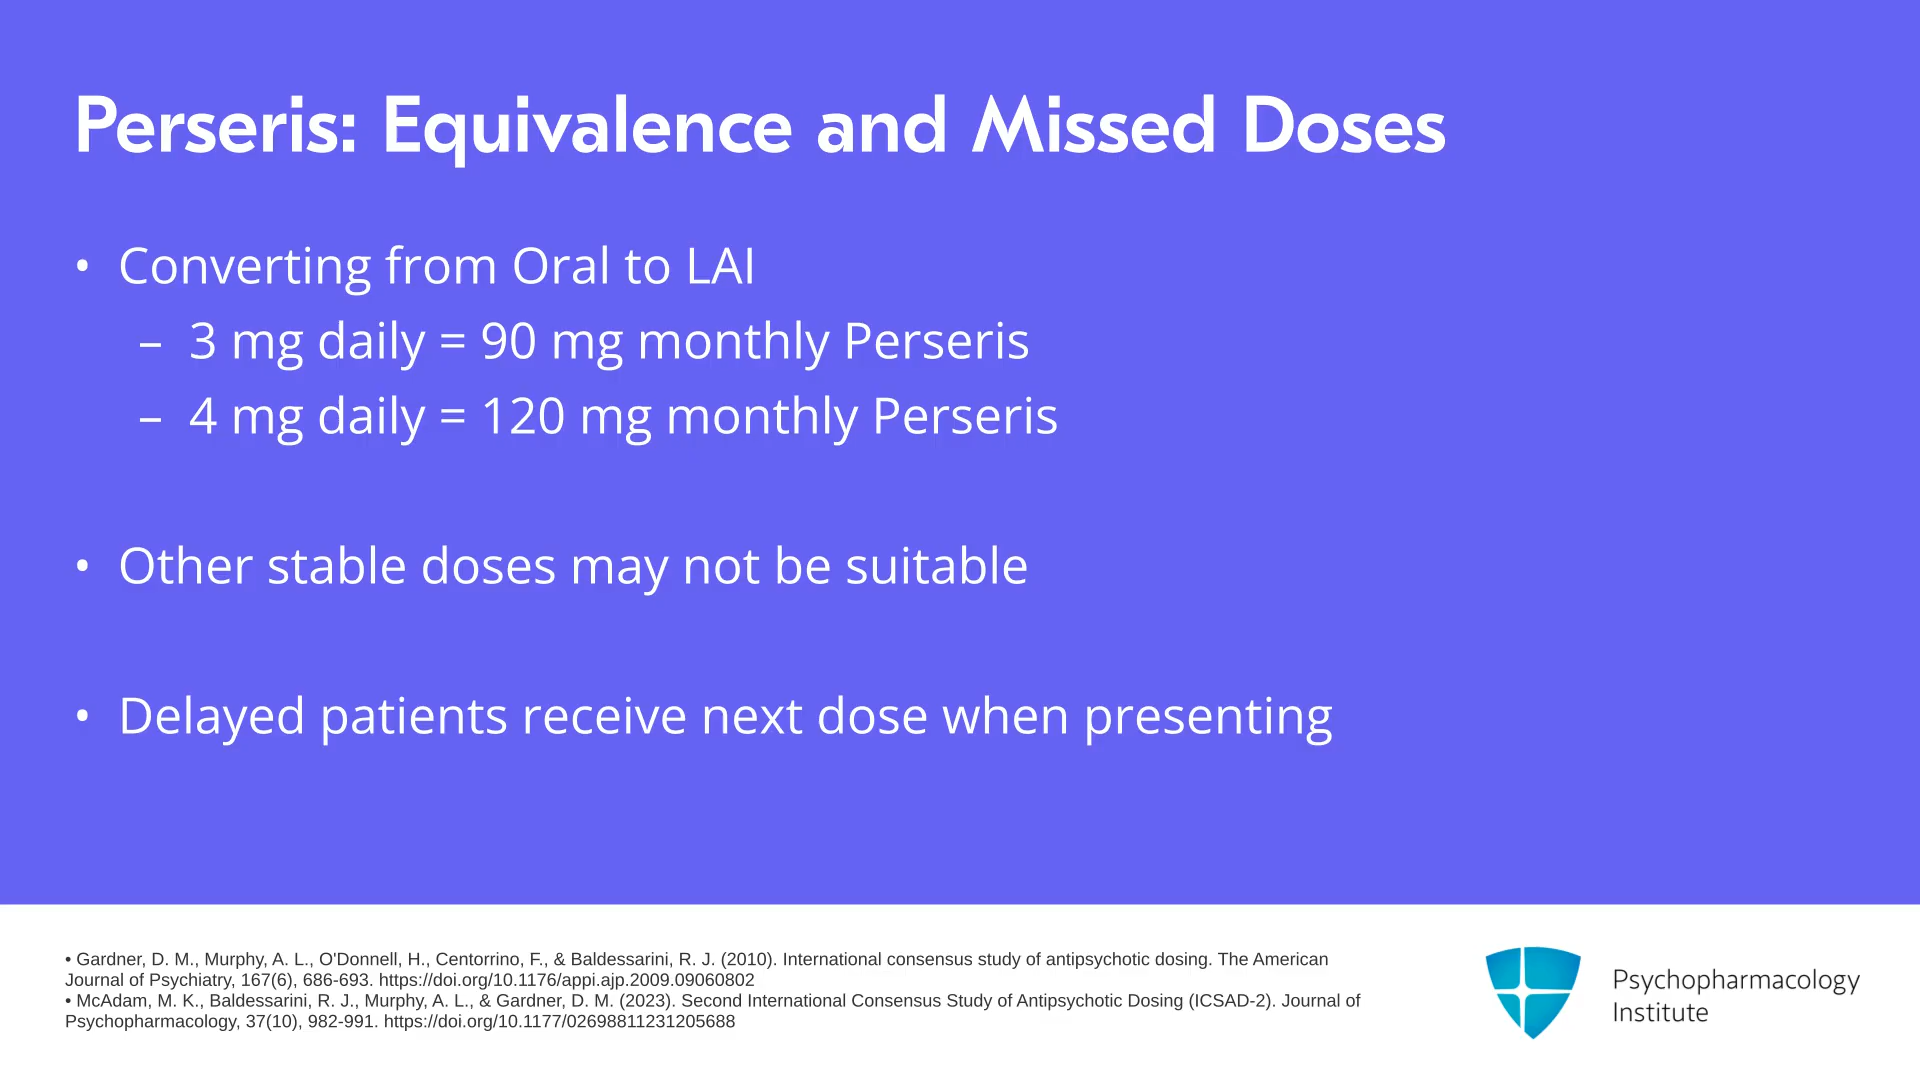 Perseris: Equivalence and Missed Doses
• Converting from Oral to LAI
– 3 mg daily = 90 mg monthly Perseris
– 4 mg daily = 120 mg monthly Perseris
• Other stable doses may not be suitable
• Delayed patients receive next dose when presenting
• Gardner, D. M., Murphy, A. L., O'Donnell, H., Centorrino, F., & Baldessarini, R. J. (2010). International consensus study of antipsychotic dosing. The American
Journal of Psychiatry, 167(6), 686-693. https://doi.org/10.1176/appi.ajp.2009.09060802
• McAdam, M. K., Baldessarini, R. J., Murphy, A. L., & Gardner, D. M. (2023). Second International Consensus Study of Antipsychotic Dosing (ICSAD-2). Journal of
Psychopharmacology, 37(10), 982-991. https://doi.org/10.1177/02698811231205688
Psychopharmacology
Institute